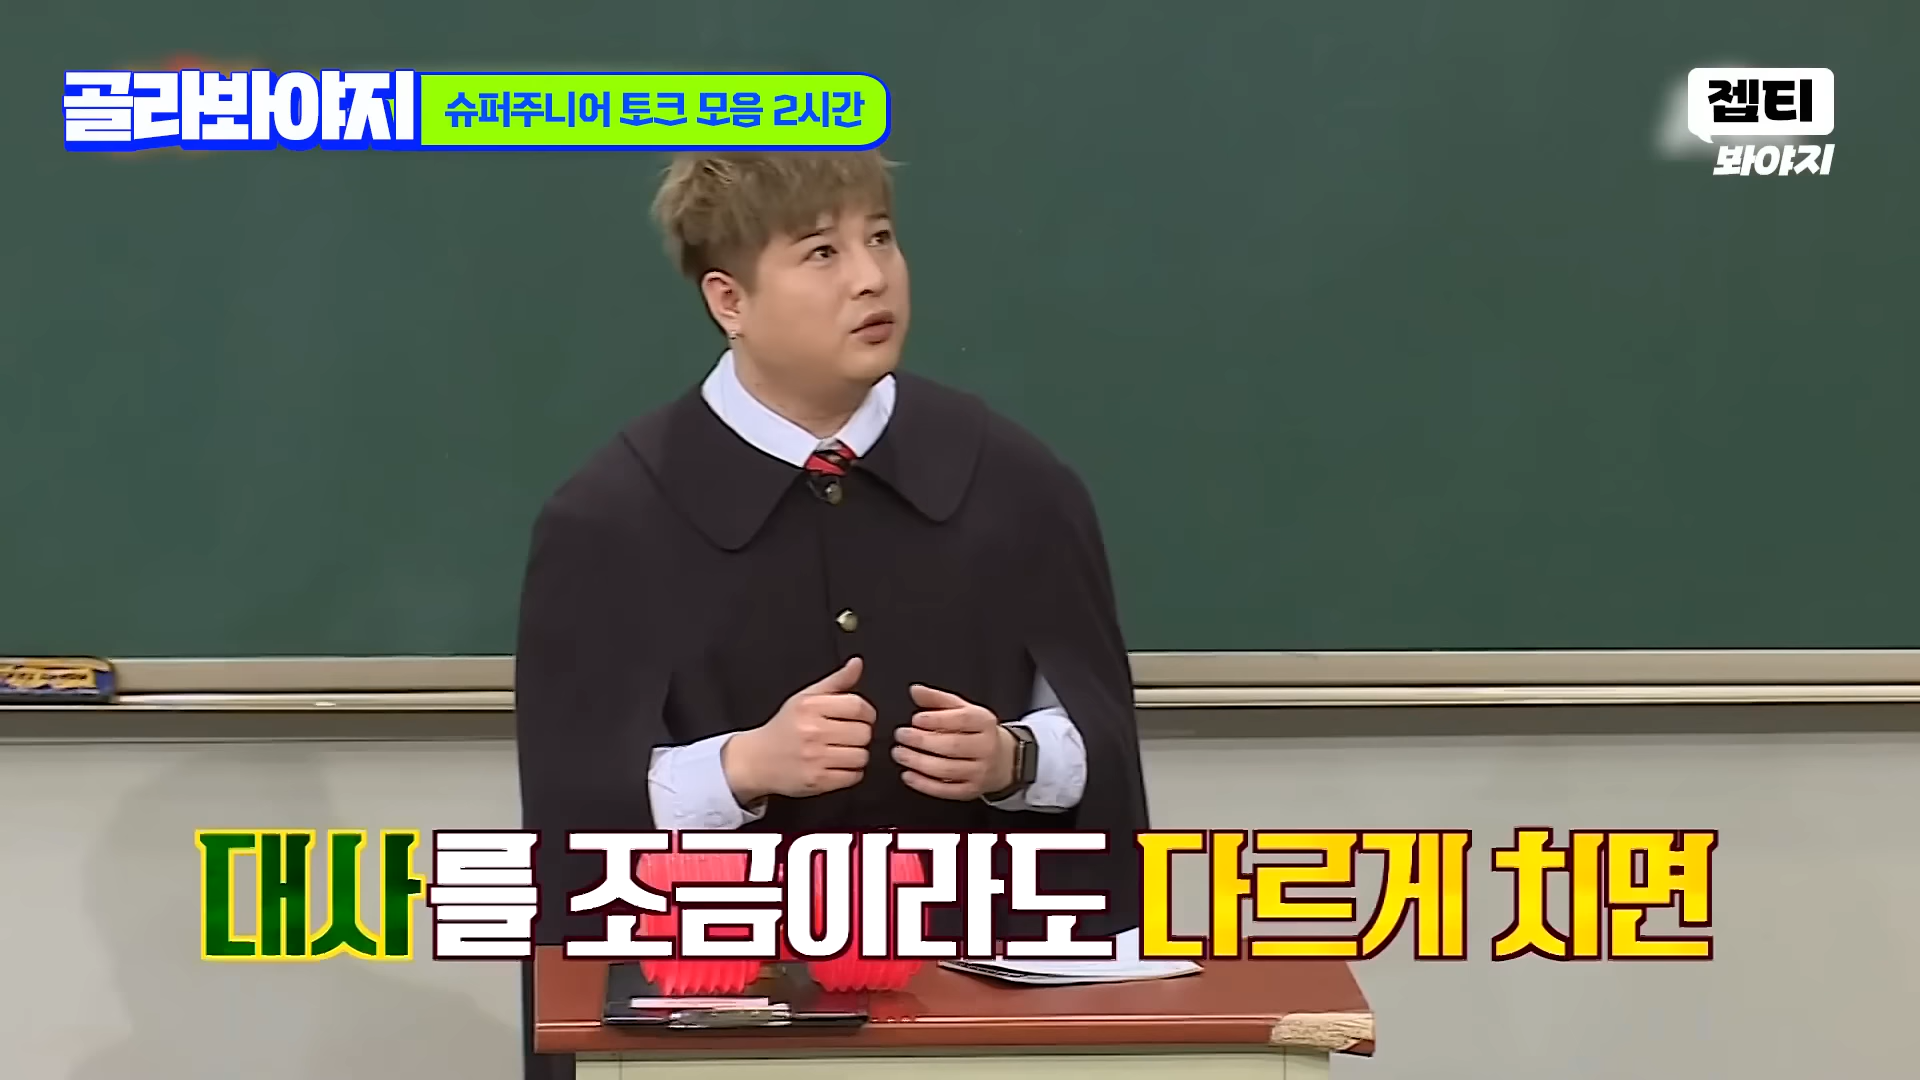 골라봐야지 슈퍼주니어 토크 모음 2시간
젭티
봐야지
대사를 조금이라도 다르게 치면